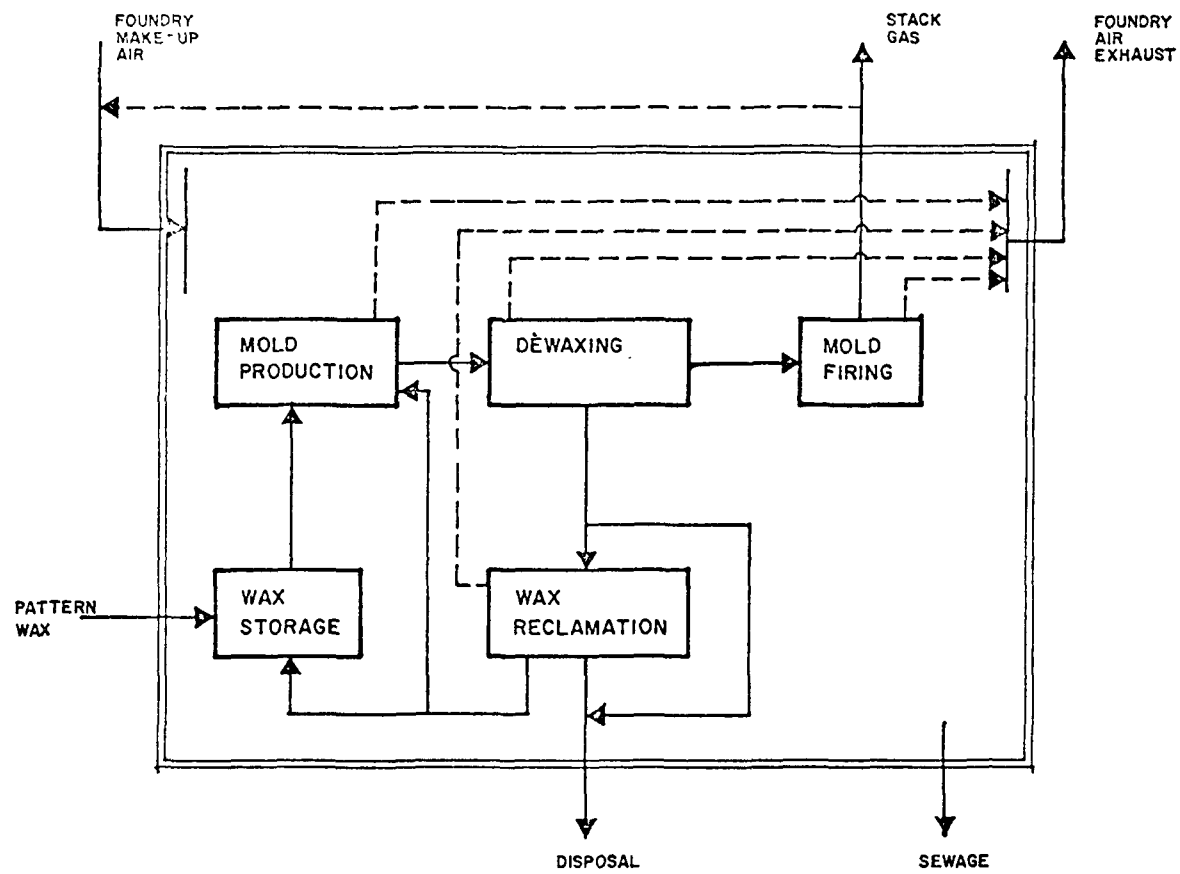 FOUNDRY
MAKE-UP
AIR
STACK
GAS
FOUNDRY
AIR
EXHAUST
MOLD
PRODUCTION
DEWAXING
MOLD
FIRING
PATTERN
WAX
WAX
STORAGE
WAX
RECLAMATION
DISPOSAL
SEWAGE